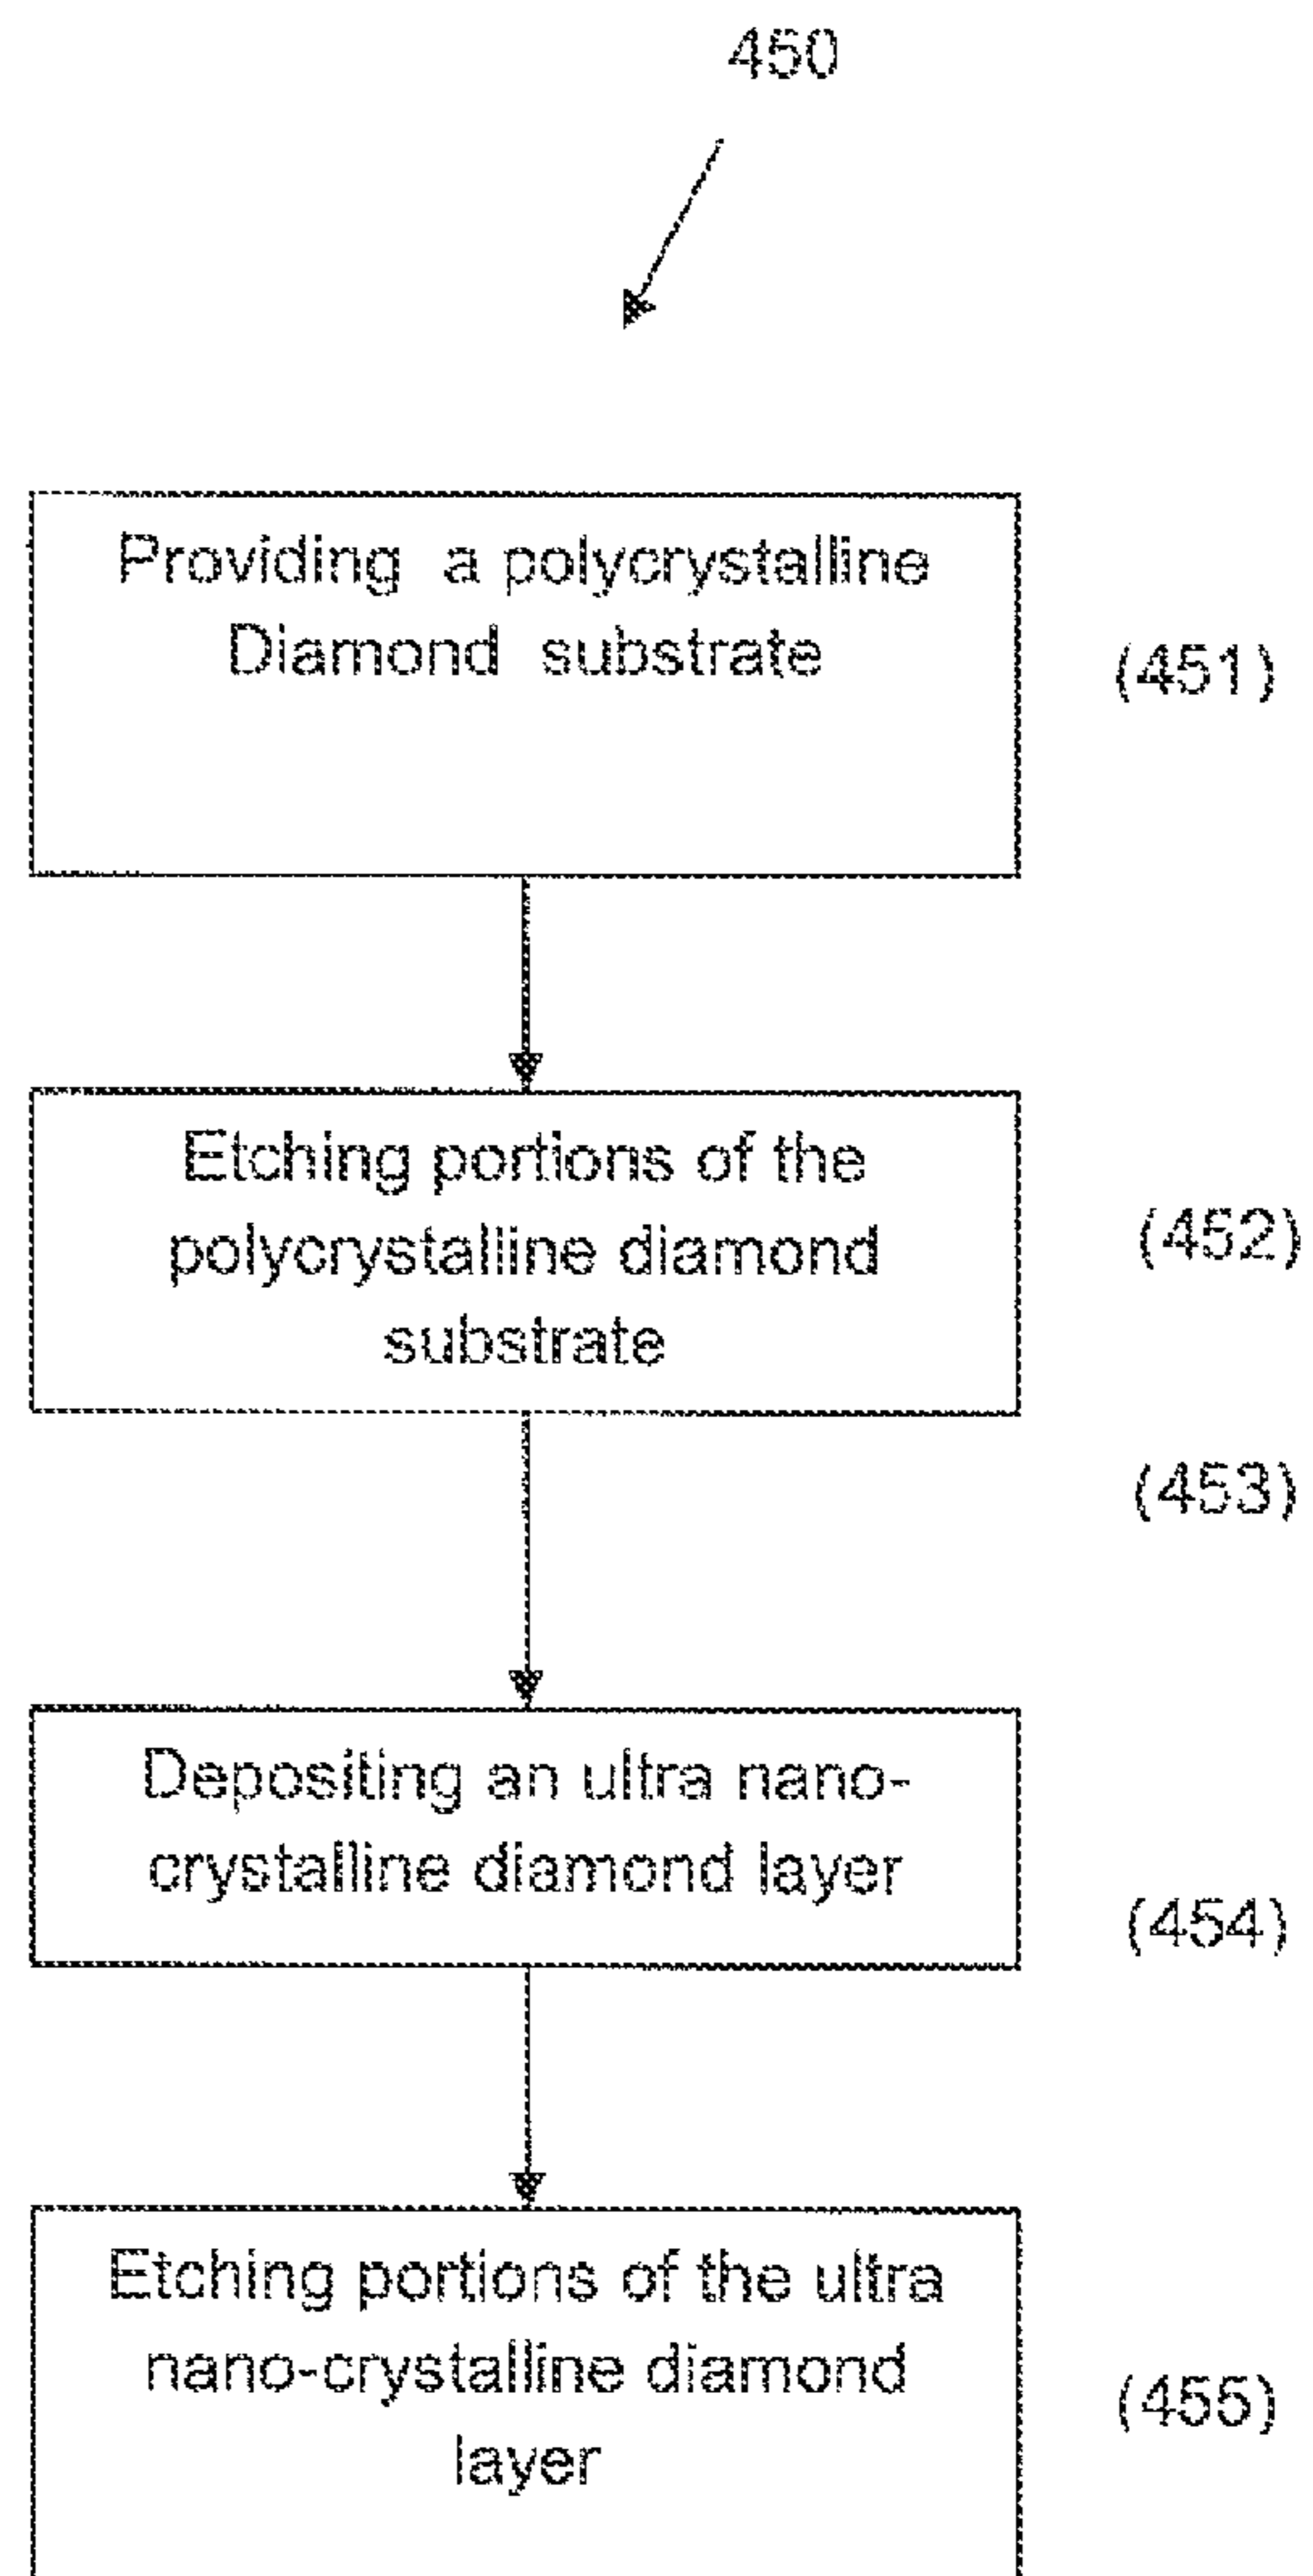 450
Providing a polycrystalline
Diamond substrate
(451)
Etching portions of the
polycrystalline diamond
substrate
(452)
(453)
Depositing an ultra nano-
crystalline diamond layer
(454)
Etching portions of the ultra
nano-crystalline diamond
layer
(455)